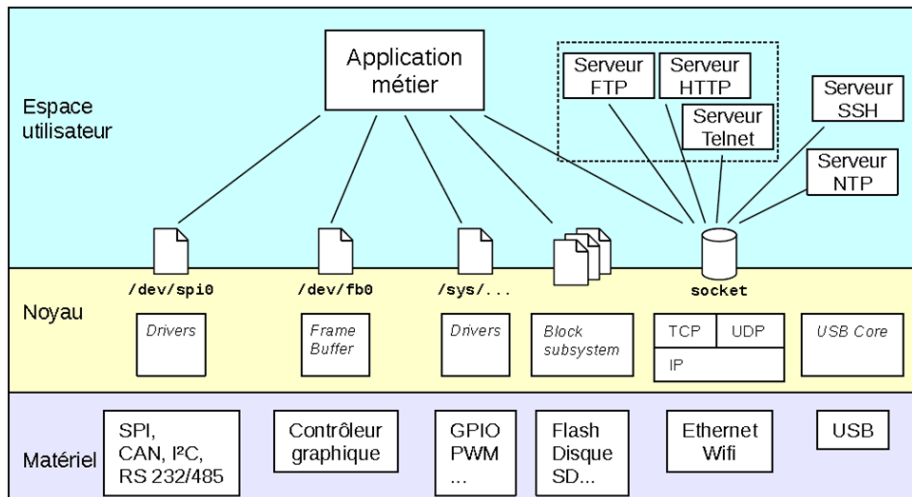 Application
métier
Serveur
FTP
Serveur
HTTP
Serveur
Telnet
Serveur
SSH
Serveur
NTP
Espace
utilisateur
/dev/spi0
/dev/fb0
/sys/...
socket
Noyau
Drivers
Frame
Buffer
Drivers
Block
subsystem
TCP
UDP
IP
USB Core
Matériel
SPI,
CAN, I²C,
RS 232/485
Contrôleur
graphique
GPIO
PWM
...
Flash
Disque
SD...
Ethernet
Wifi
USB